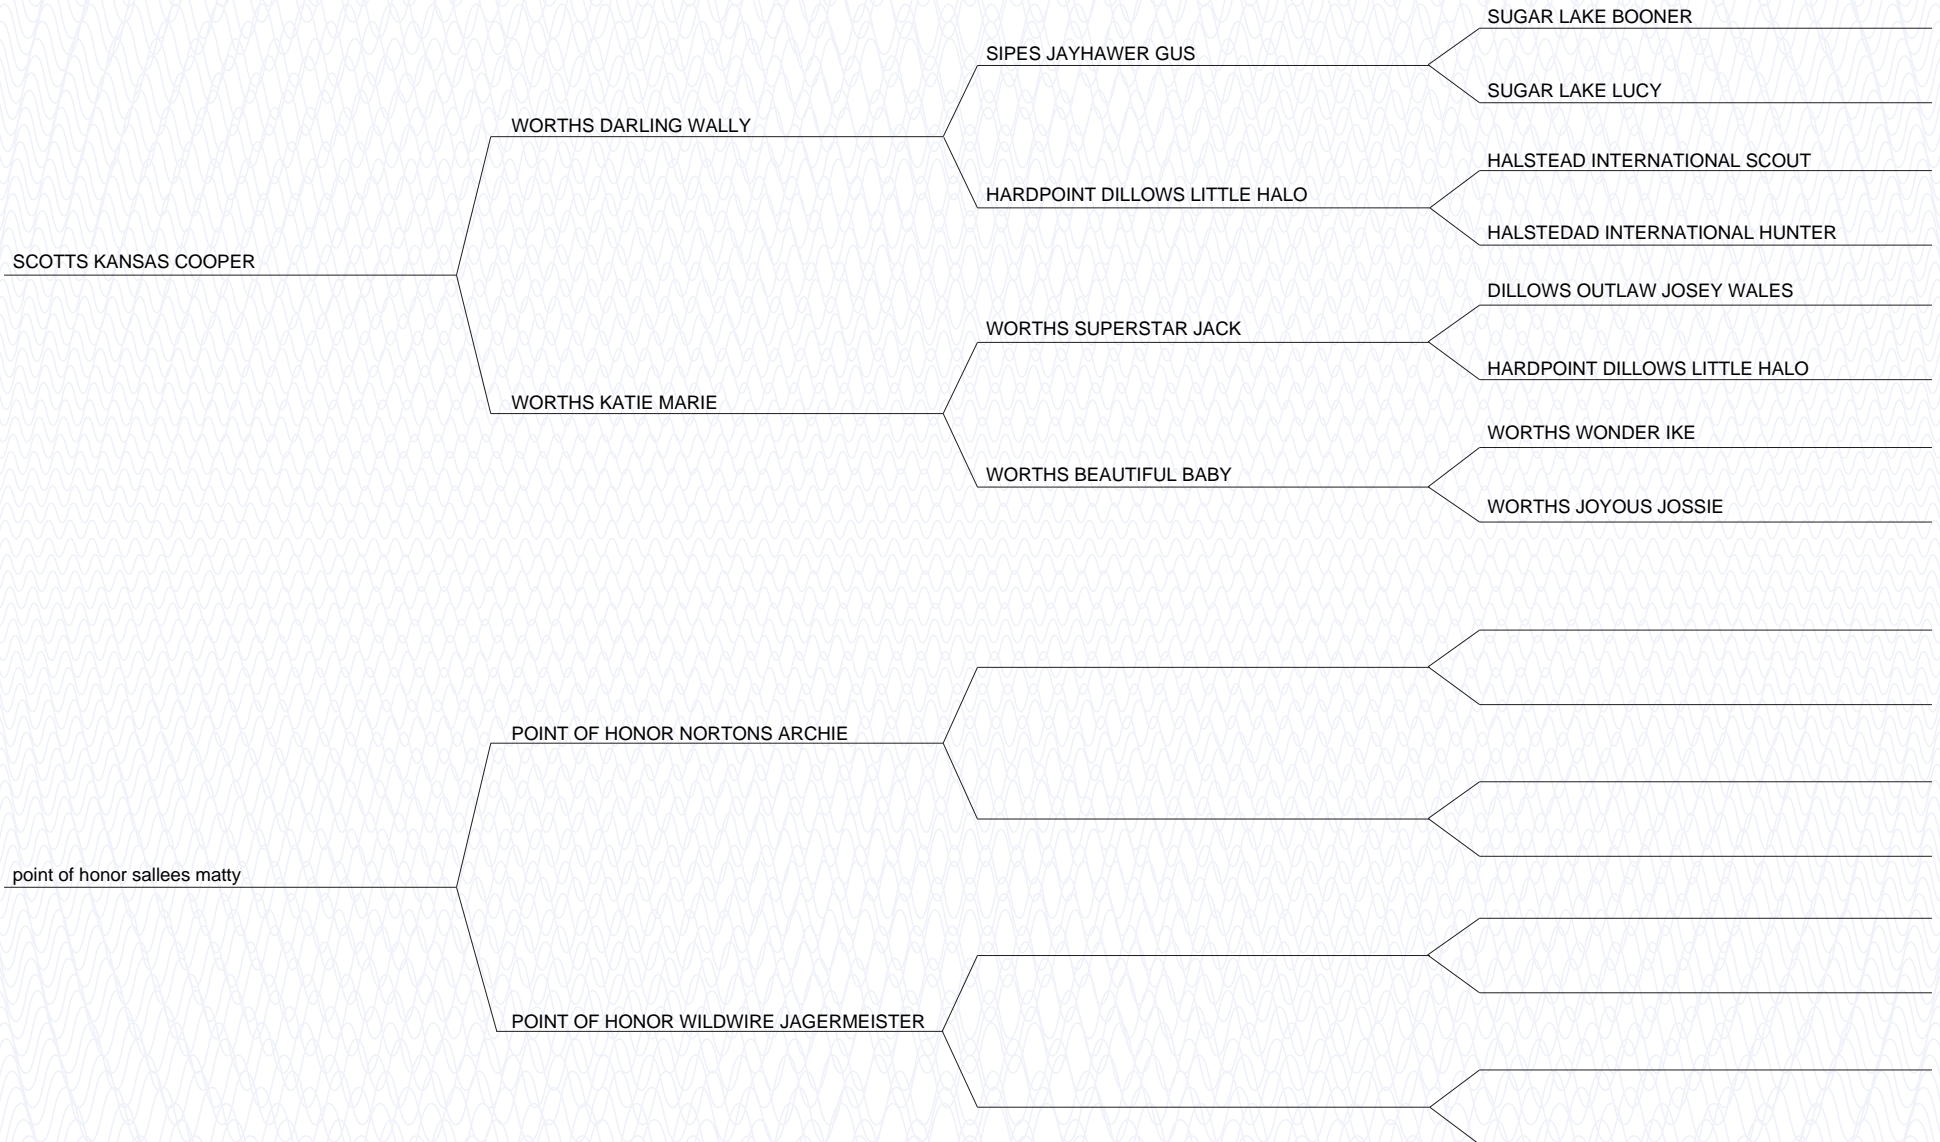 SUGAR LAKE BOONER
SIPES JAYHAWER GUS
SUGAR LAKE LUCY
WORTHS DARLING WALLY
HALSTEAD INTERNATIONAL SCOUT
HARDPOINT DILLOWS LITTLE HALO
HALSTEDAD INTERNATIONAL HUNTER
SCOTTS KANSAS COOPER
DILLOWS OUTLAW JOSEY WALES
WORTHS SUPERSTAR JACK
HARDPOINT DILLOWS LITTLE HALO
WORTHS KATIE MARIE
WORTHS WONDER IKE
WORTHS BEAUTIFUL BABY
WORTHS JOYOUS JOSSIE
POINT OF HONOR NORTONS ARCHIE
point of honor sallees matty
POINT OF HONOR WILDWIRE JAGERMEISTER